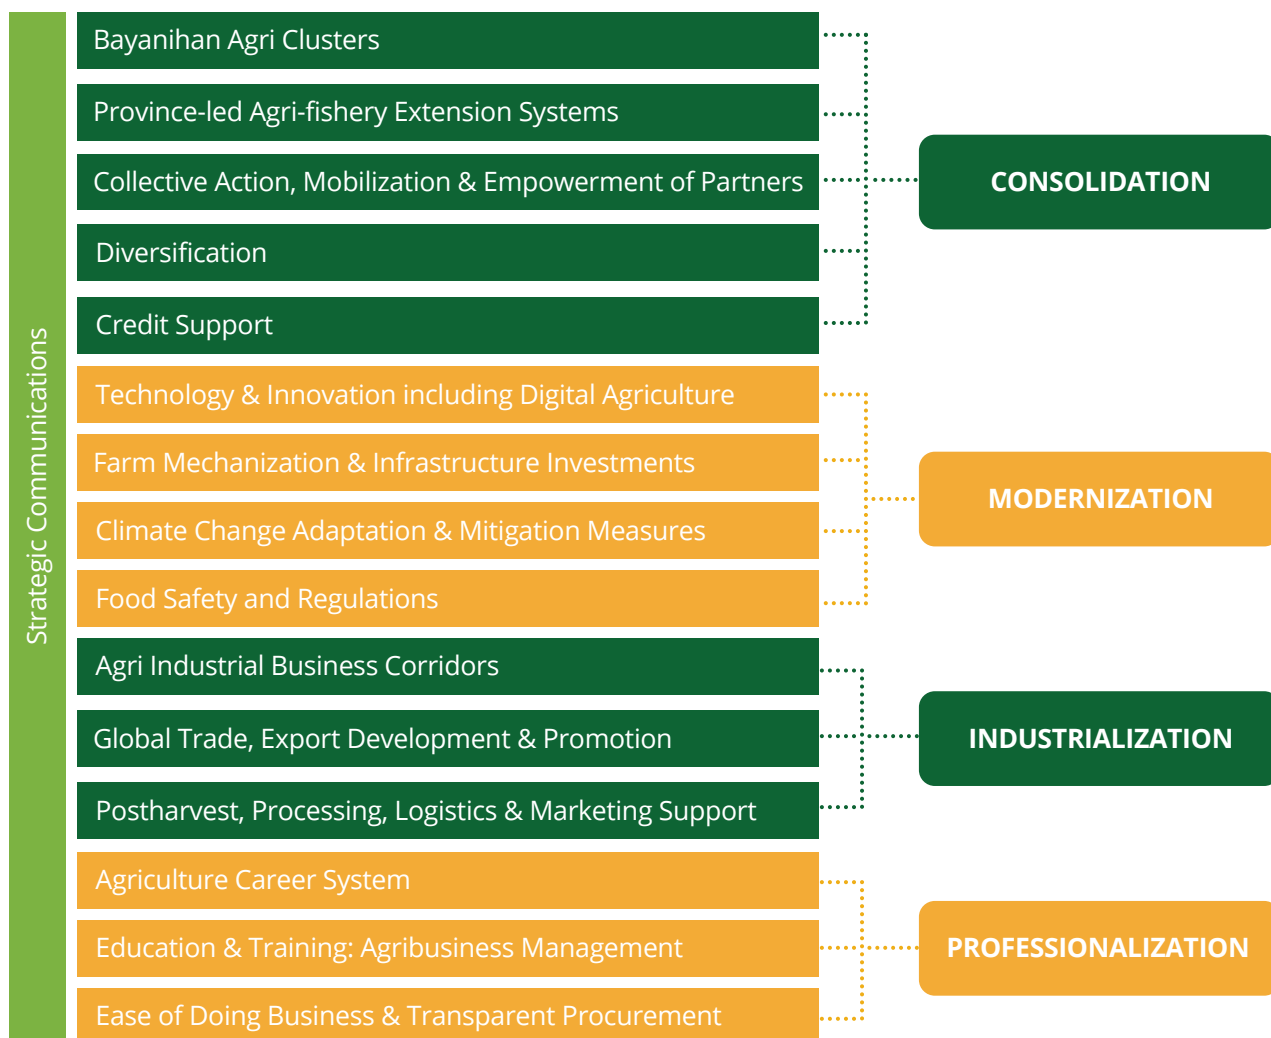 Strategic Communications
Bayanihan Agri Clusters
Province-led Agri-fishery Extension Systems
Collective Action, Mobilization & Empowerment of Partners
Diversification
Credit Support
CONSOLIDATION
Technology & Innovation including Digital Agriculture
Farm Mechanization & Infrastructure Investments
Climate Change Adaptation & Mitigation Measures
Food Safety and Regulations
MODERNIZATION
Agri Industrial Business Corridors
Global Trade, Export Development & Promotion
Postharvest, Processing, Logistics & Marketing Support
INDUSTRIALIZATION
Agriculture Career System
Education & Training: Agribusiness Management
Ease of Doing Business & Transparent Procurement
PROFESSIONALIZATION